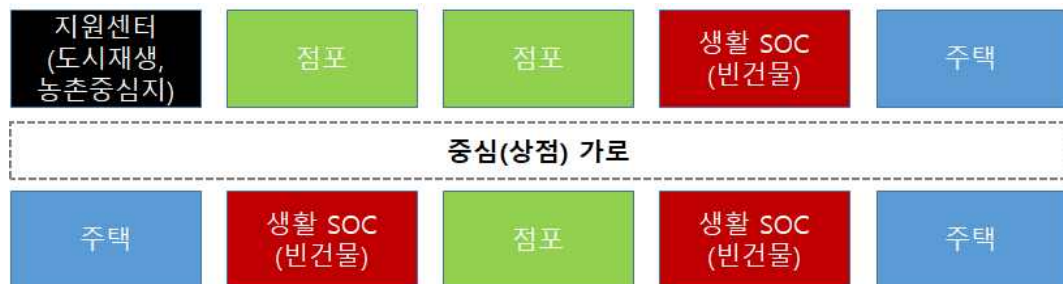 지원센터
(도시재생,
농촌중심지)
점포
점포
생활 SOC
(빈건물)
주택
중심(상점) 가로
주택
생활 SOC
(빈건물)
점포
생활 SOC
(빈건물)
주택